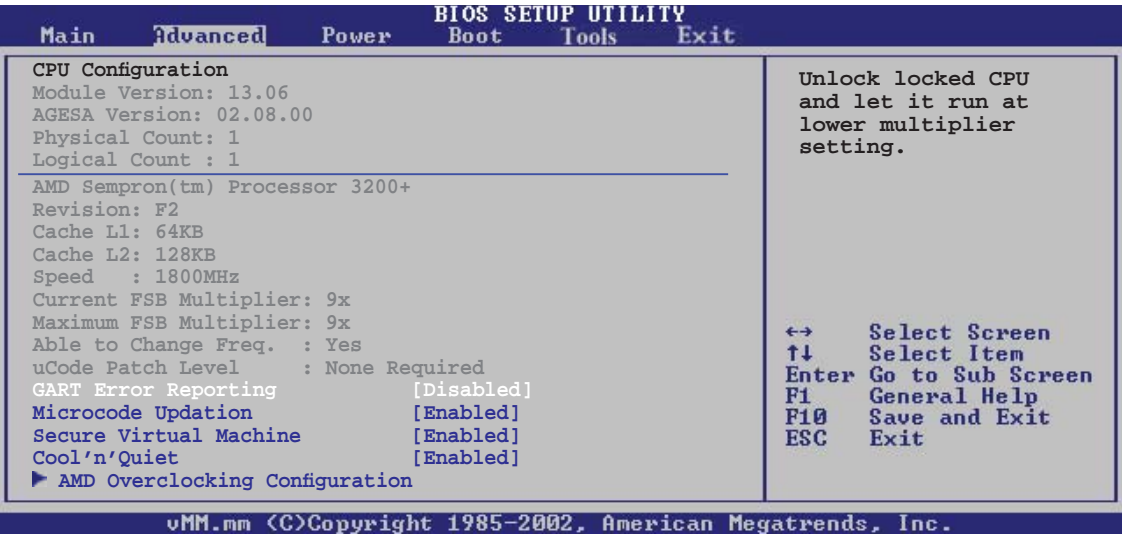 BIOS SETUP UTILITY
Main Advanced Power Boot Tools Exit
CPU Configuration
Module Version: 13.06
AGESA Version: 02.08.00
Physical Count: 1
Logical Count : 1
AMD Sempron(tm) Processor 3200+
Revision: F2
Cache L1: 64KB
Cache L2: 128KB
Speed : 1800MHz
Current FSB Multiplier: 9x
Maximum FSB Multiplier: 9x
Able to Change Freq. : Yes
uCode Patch Level : None Required
GART Error Reporting [Disabled]
Microcode Updation [Enabled]
Secure Virtual Machine [Enabled]
Cool'n'Quiet [Enabled]
AMD Overclocking Configuration
Unlock locked CPU
and let it run at
lower multiplier
setting.
←→ Select Screen
↑↓ Select Item
Enter Go to Sub Screen
F1 General Help
F10 Save and Exit
ESC Exit
vMM.mm (C)Copyright 1985-2002, American Megatrends, Inc.